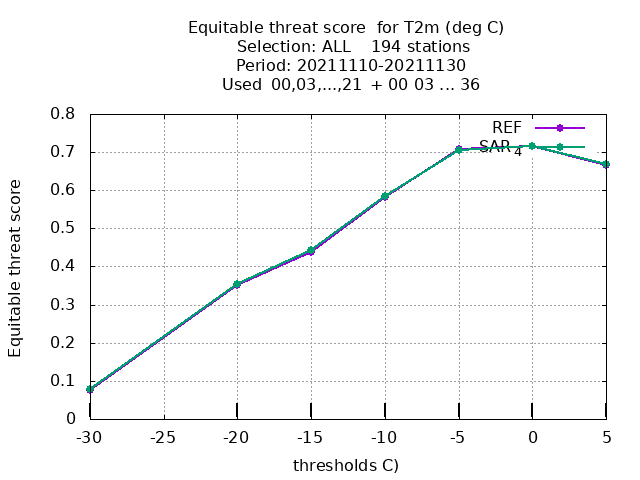 Equitable threat score  for T2m (deg C)
Selection: ALL    194 stations
Period: 20211110-20211130
Used  00,03,...,21  + 00 03 ... 36
REF
SAR4
0.8
0.7
0.6
0.5
0.4
0.3
0.2
0.1
0
Equitable threat score
-30 -25 -20 -15 -10 -5 0 5
thresholds C)